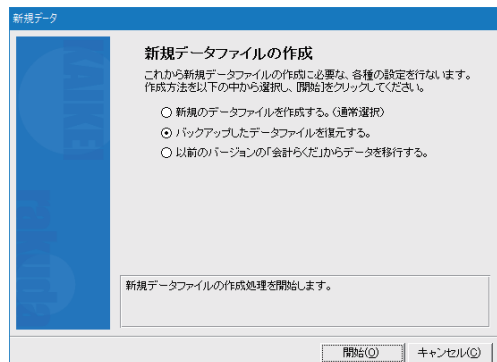 新規データ
新規データファイルの作成
これから新規データファイルの作成に必要な、各種の設定を行ないます。
作成方法を以下の中から選択し、[開始]をクリックしてください。
新規のデータファイルを作成する。(通常選択)
バックアップしたデータファイルを復元する。
以前のバージョンの「会計らくだ」からデータを移行する。
KAIKEI
rakuda
新規データファイルの作成処理を開始します。
開始(O)
キャンセル(C)